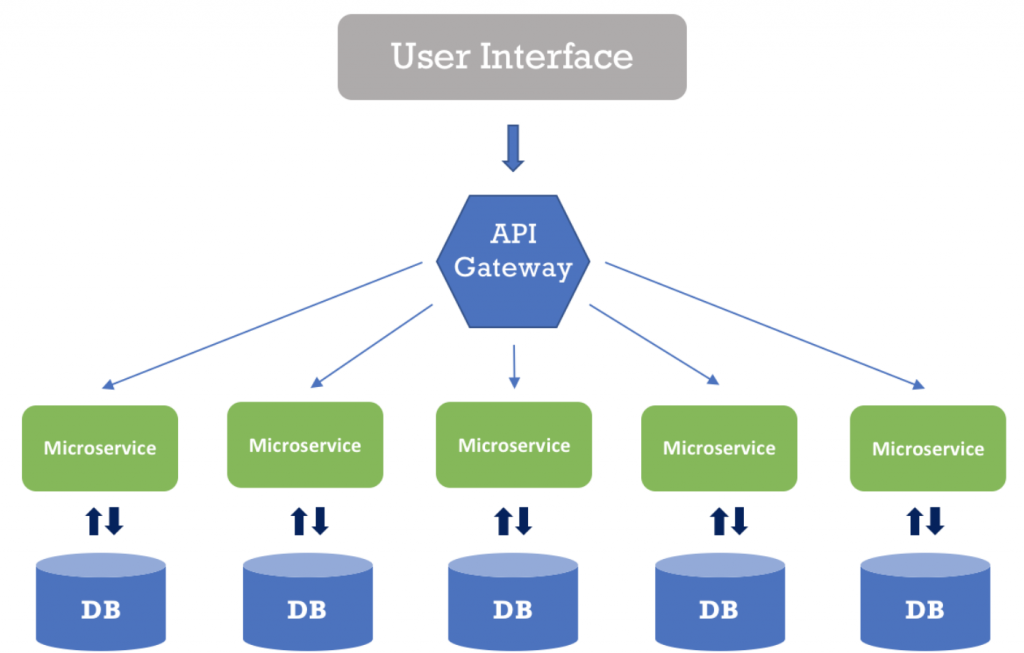 User Interface
API
Gateway
Microservice
Microservice
Microservice
Microservice
Microservice
DB
DB
DB
DB
DB